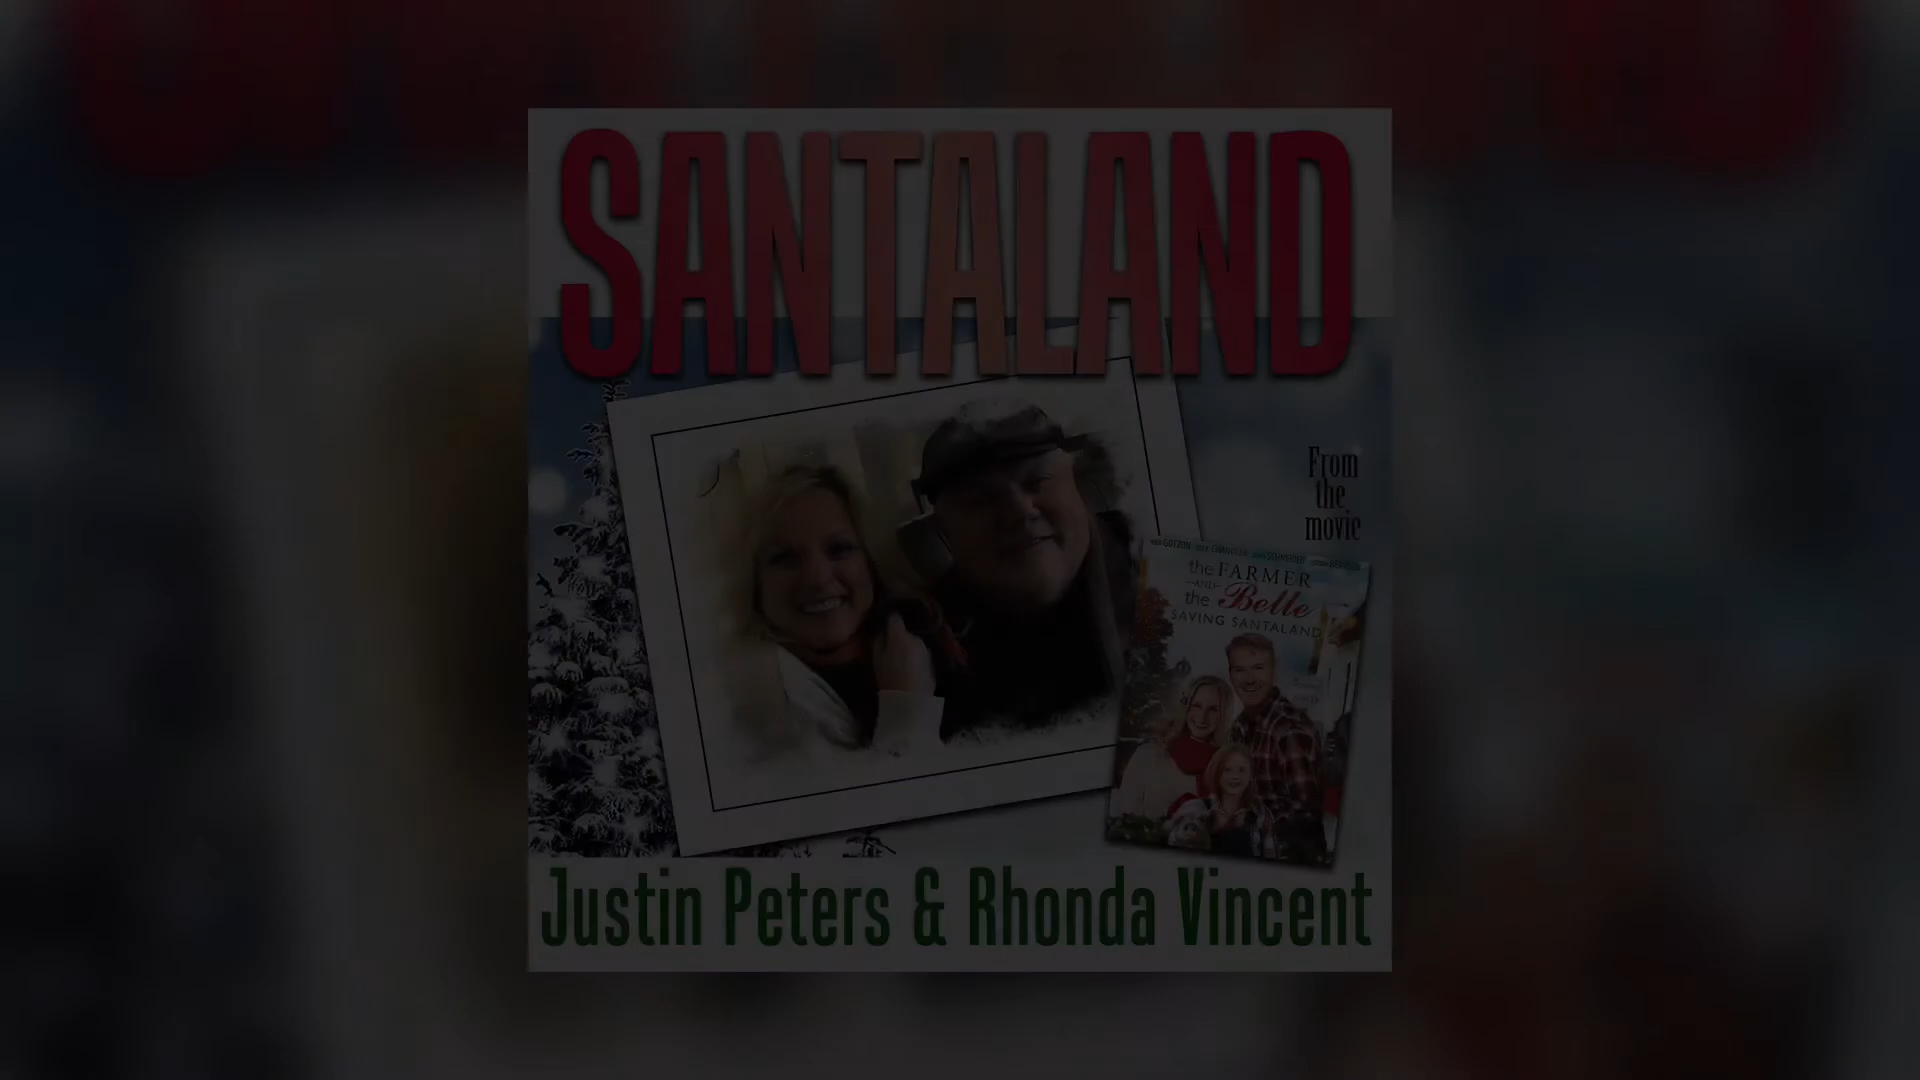 SANTALAND
From
the
movie
the FARMER
AND
the Belle
SAVING SANTALAND
Justin Peters & Rhonda Vincent